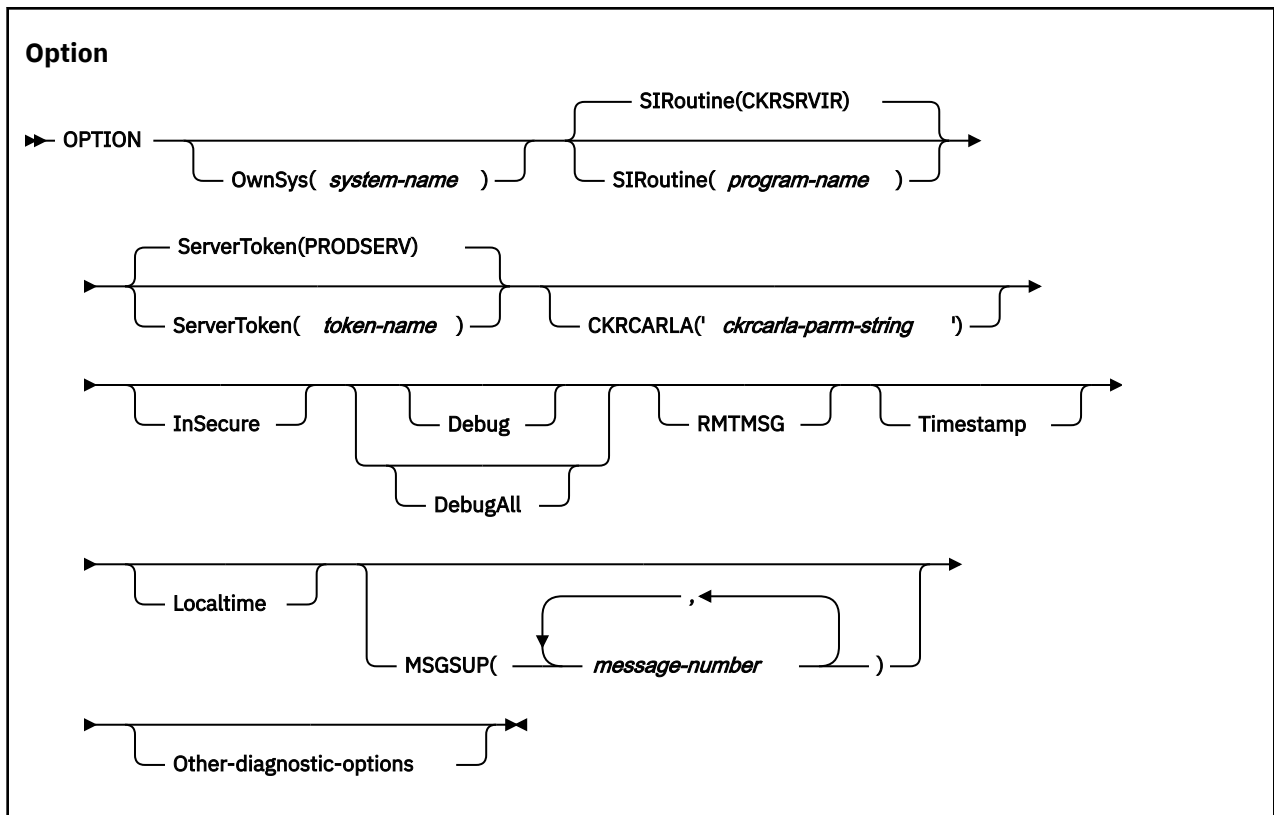 Option
SIRoutine(CKRSRVIR)
OPTION
OwnSys( system-name )
SIRoutine( program-name )
ServerToken(PRODSERV)
ServerToken( token-name )
CKRCARLA(' ckrcarla-parm-string ')
InSecure
Debug
RMTMSG
Timestamp
DebugAll
Localtime
,
MSGSUP( message-number )
Other-diagnostic-options